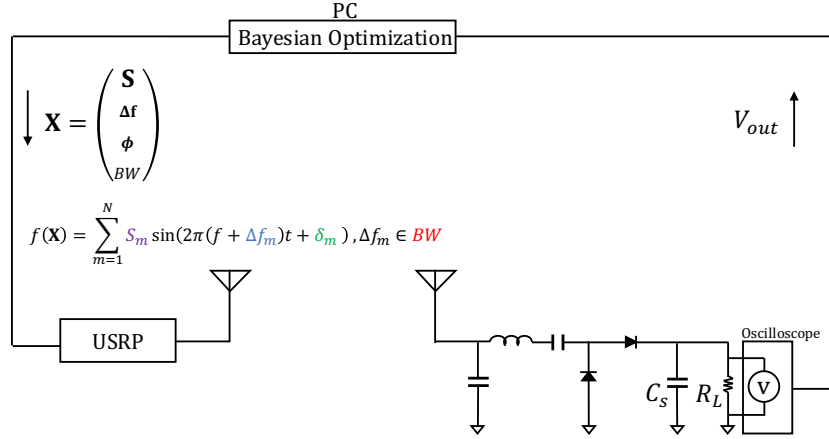 PC
Bayesian Optimization
X = ( S
Δf
ϕ
BW )
V_out
f(X) = ∑_{m=1}^{N} S_m sin(2π(f + Δf_m)t + δ_m) , Δf_m ∈ BW
USRP
Oscilloscope
C_s
R_L
V